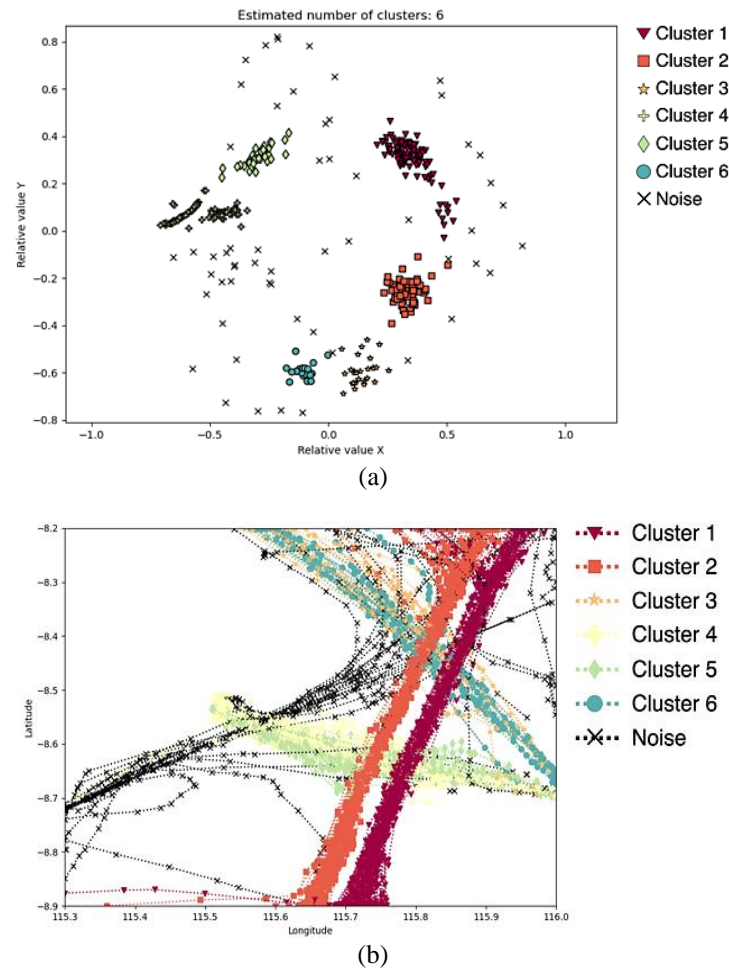 Estimated number of clusters: 6
0.8
0.6
0.4
0.2
0.0
−0.2
−0.4
−0.6
−0.8
Relative value Y
−1.0
−0.5
0.0
0.5
1.0
Relative value X
Cluster 1
Cluster 2
Cluster 3
Cluster 4
Cluster 5
Cluster 6
Noise
(a)
−8.2
−8.3
−8.4
−8.5
−8.6
−8.7
−8.8
−8.9
Latitude
115.3
115.4
115.5
115.6
115.7
115.8
115.9
116.0
Longitude
Cluster 1
Cluster 2
Cluster 3
Cluster 4
Cluster 5
Cluster 6
Noise
(b)